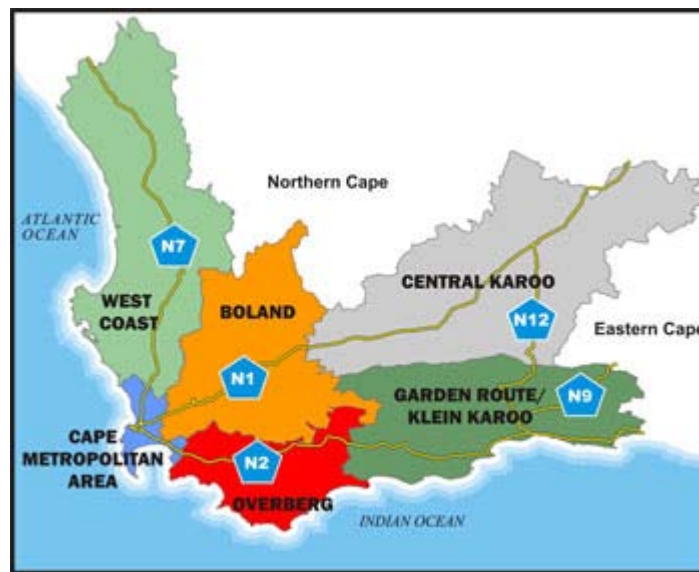 Northern Cape
ATLANTIC
OCEAN
N7
CENTRAL KAROO
WEST
COAST
BOLAND
N12
Eastern Cape
N1
GARDEN ROUTE/
KLEIN KAROO
N9
CAPE
METROPOLITAN
AREA
N2
OVERBERG
INDIAN OCEAN